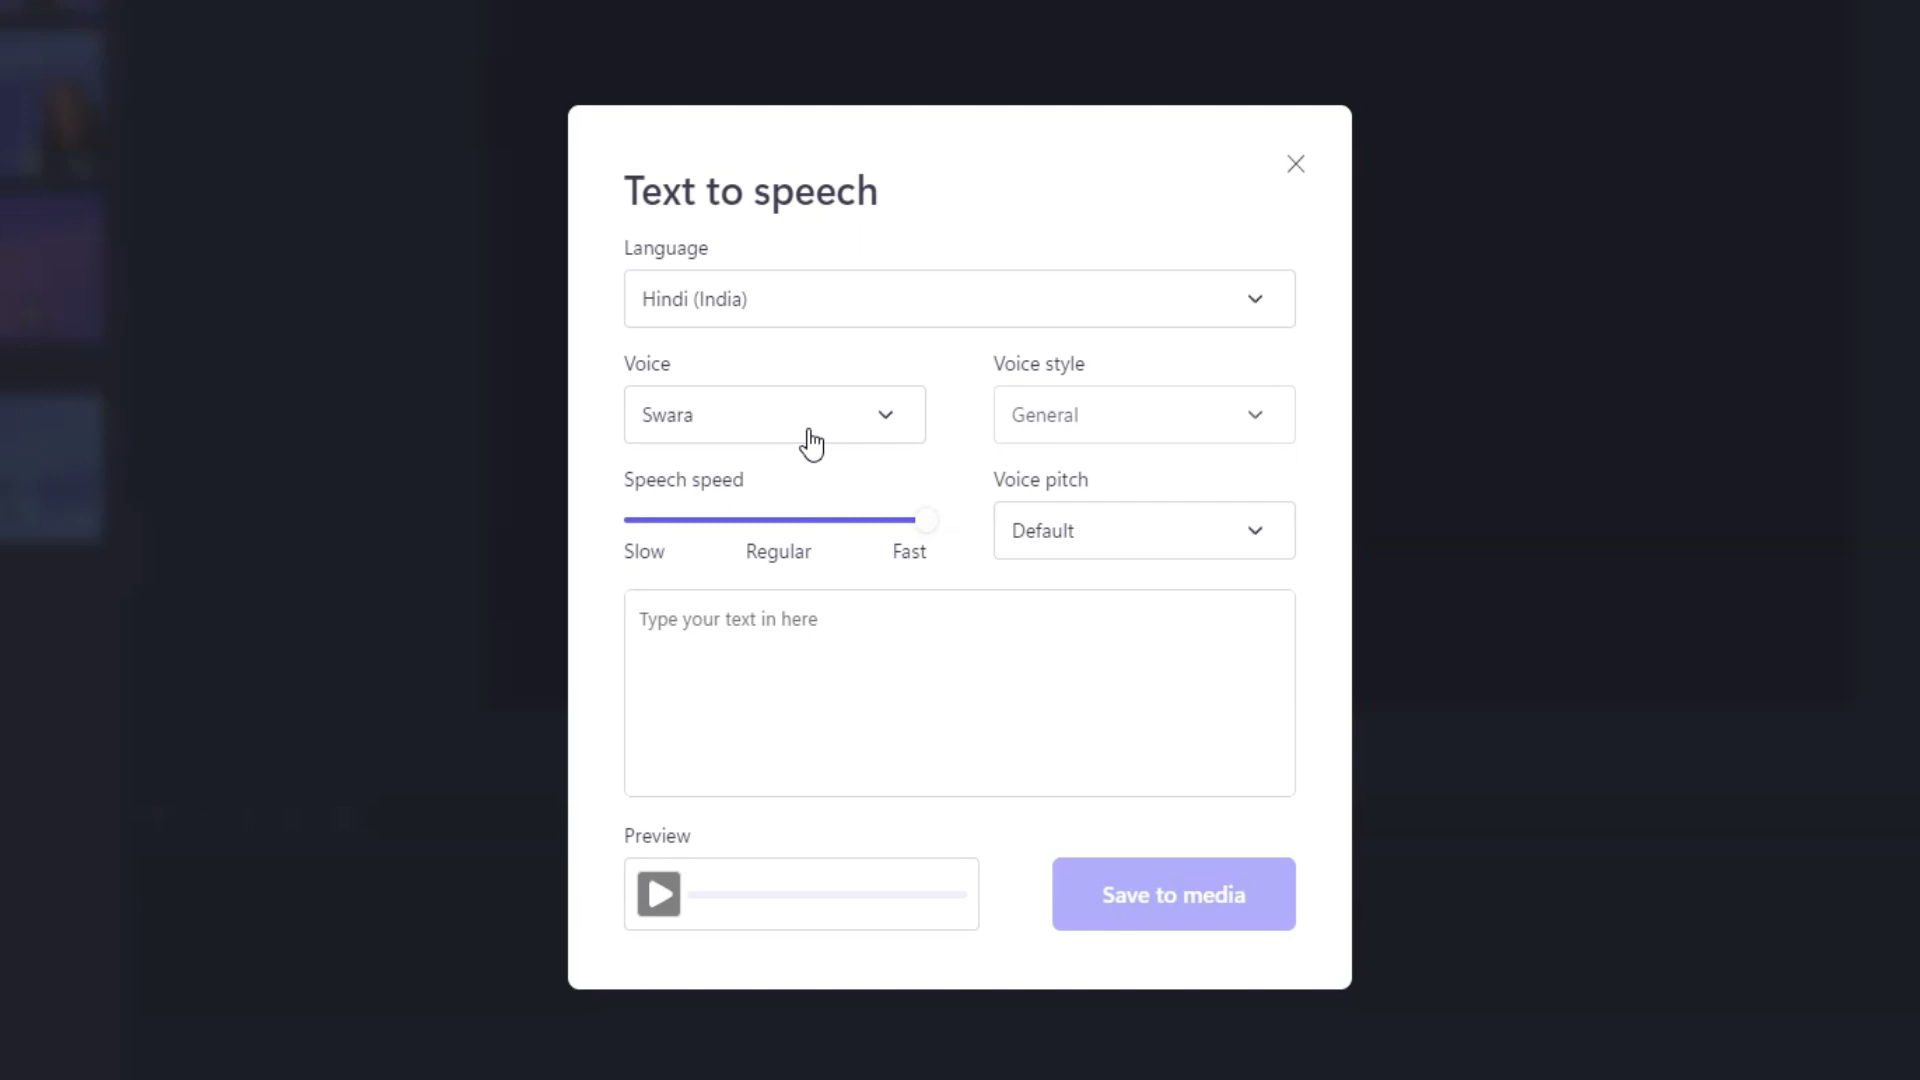 Text to speech
Language
Hindi (India)
Voice
Voice style
Swara
General
Speech speed
Voice pitch
Default
Slow
Regular
Fast
Type your text in here
Preview
Save to media